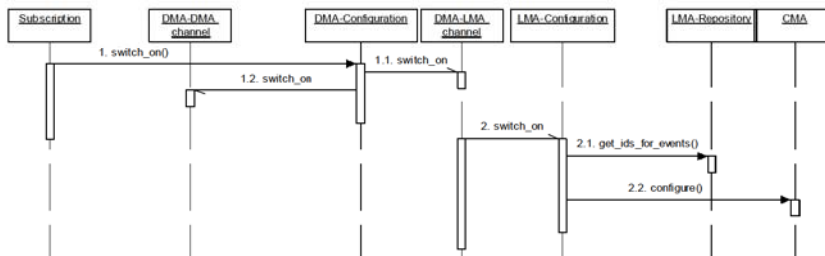 Subscription
DMA-DMA
channel
DMA-Configuration
DMA-LMA
channel
LMA-Configuration
LMA-Repository
CMA
1. switch_on()
1.1. switch_on
1.2. switch_on
2. switch_on
2.1. get_ids_for_events()
2.2. configure()